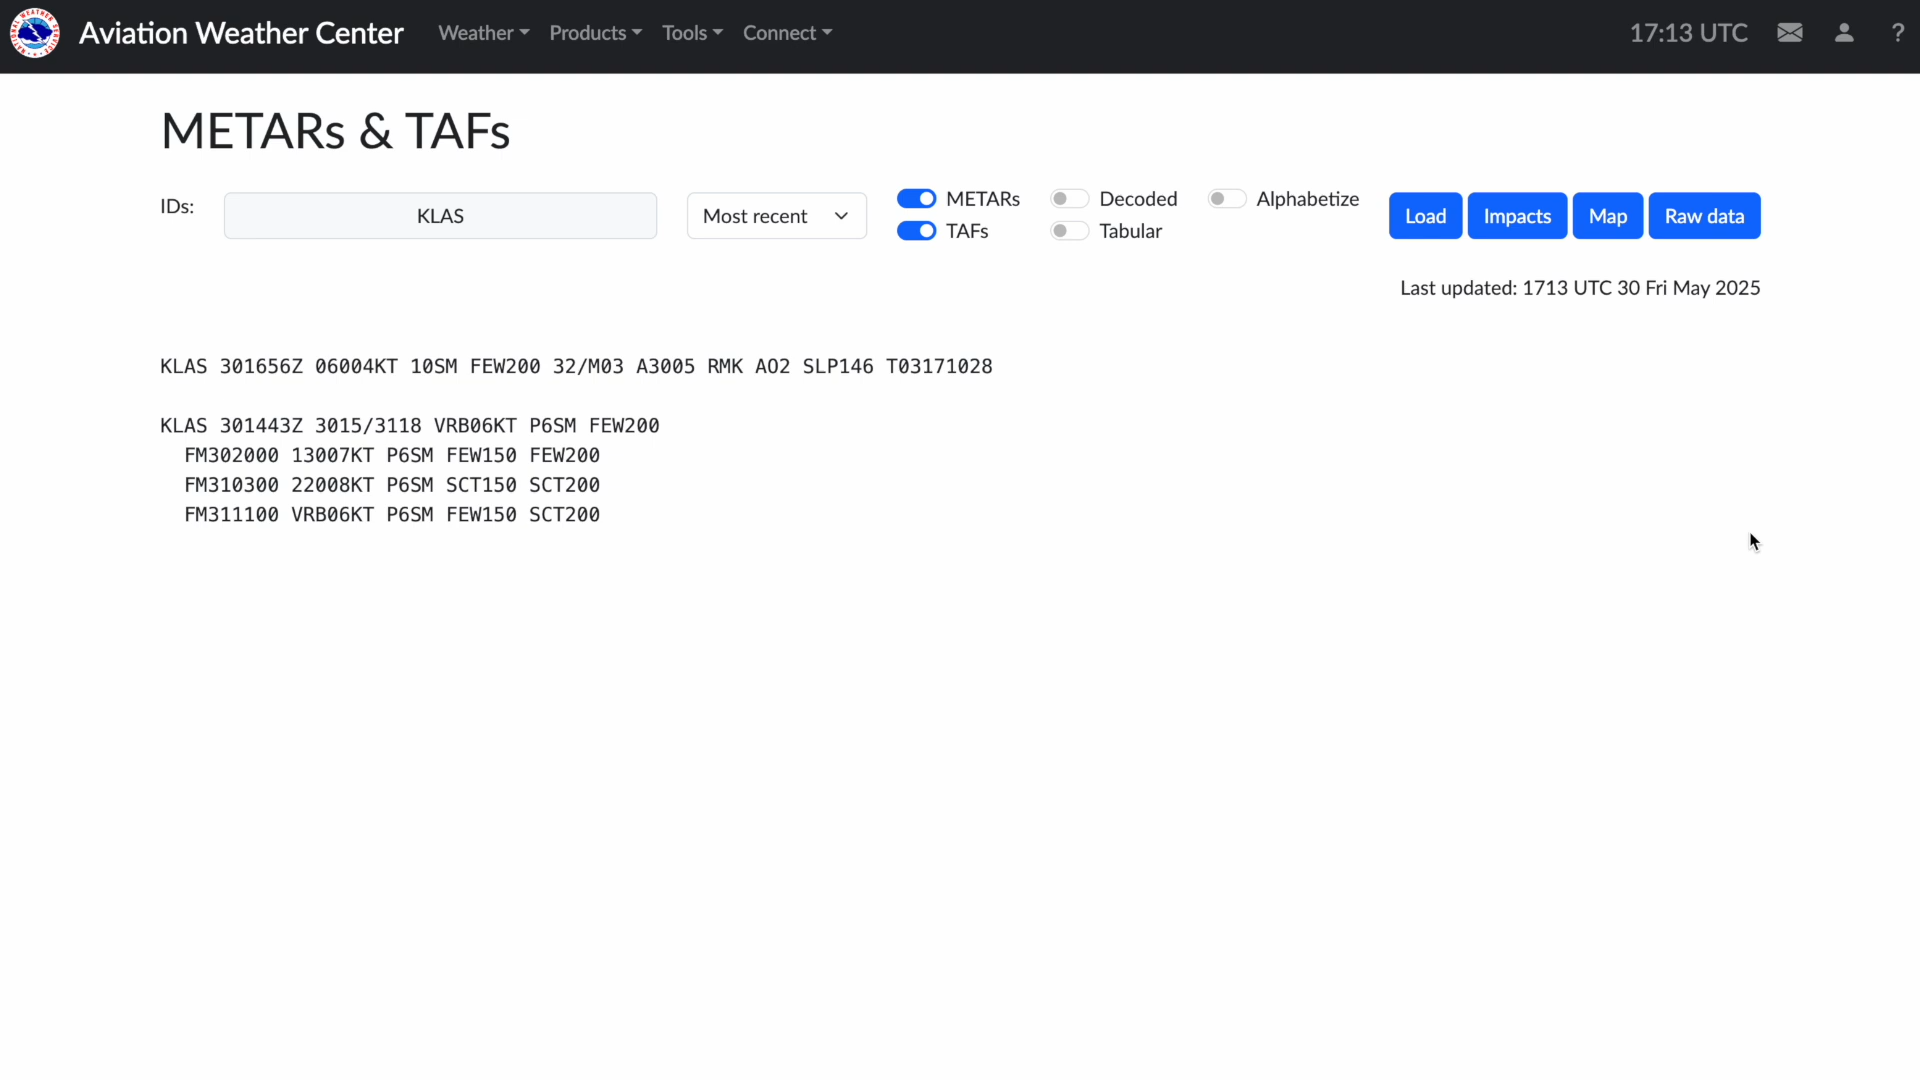 Aviation Weather Center Weather Products Tools Connect 17:13 UTC ?
METARs & TAFs
IDs: KLAS Most recent METARs Decoded Alphabetize Load Impacts Map Raw data
TAFs Tabular
Last updated: 1713 UTC 30 Fri May 2025
KLAS 301656Z 06004KT 10SM FEW200 32/M03 A3005 RMK AO2 SLP146 T03171028
KLAS 301443Z 3015/3118 VRB06KT P6SM FEW200
FM302000 13007KT P6SM FEW150 FEW200
FM310300 22008KT P6SM SCT150 SCT200
FM311100 VRB06KT P6SM FEW150 SCT200